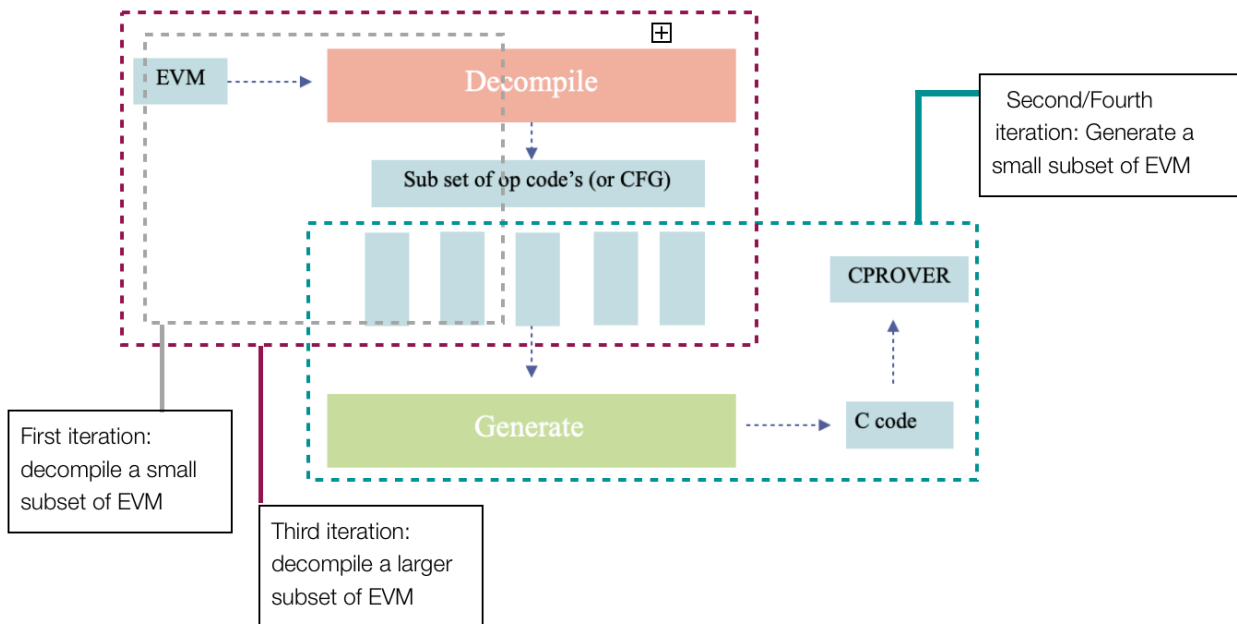 EVM
Decompile
Sub set of op code's (or CFG)
Second/Fourth
iteration: Generate a
small subset of EVM
CPROVER
Generate
C code
First iteration:
decompile a small
subset of EVM
Third iteration:
decompile a larger
subset of EVM